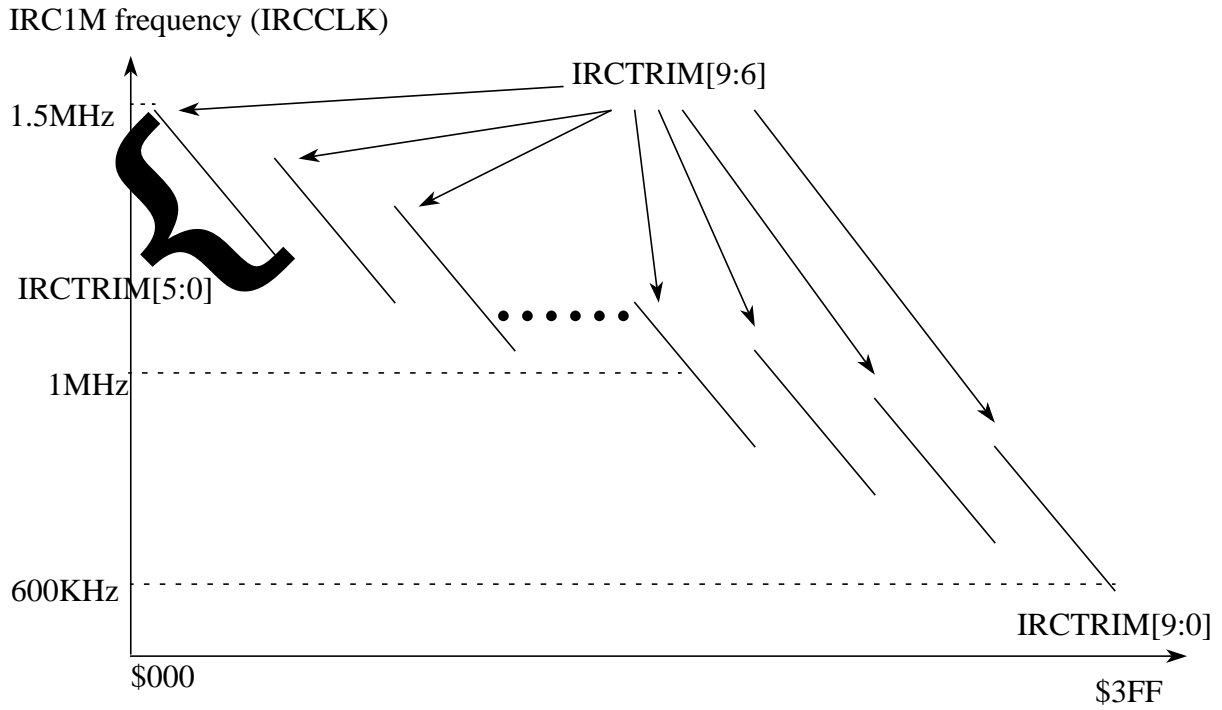 IRC1M frequency (IRCCLK)
IRCTRIM[9:6]
1.5MHz
IRCTRIM[5:0]
1MHz
600KHz
IRCTRIM[9:0]
$000
$3FF